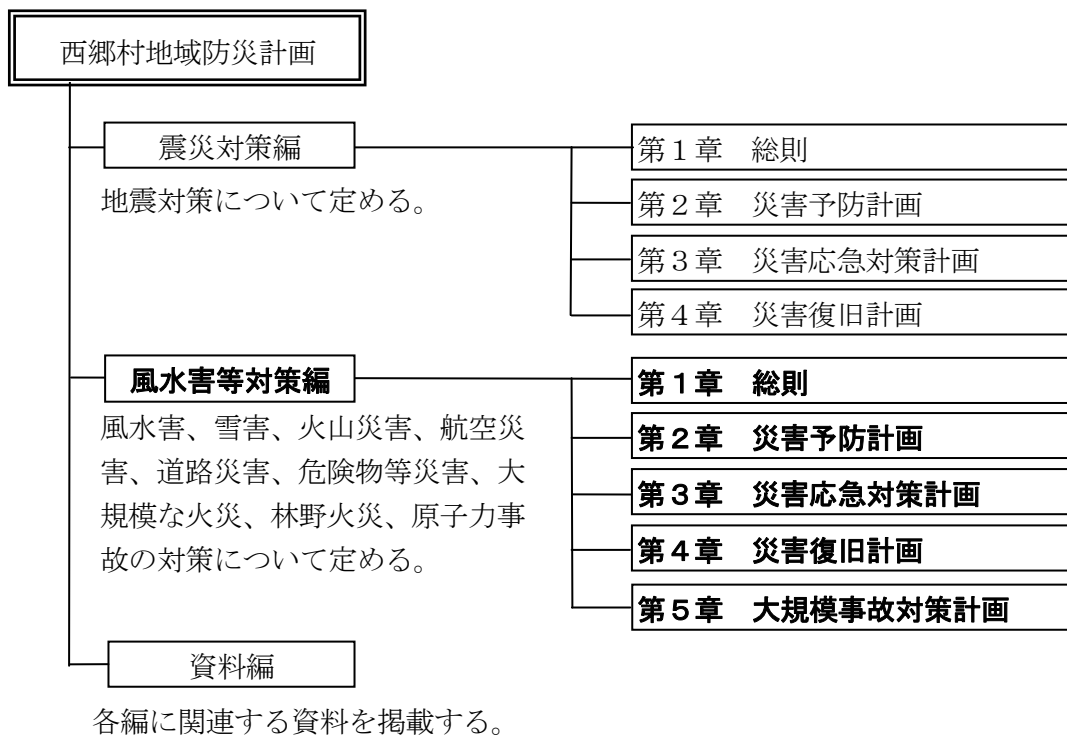 西郷村地域防災計画
震災対策編
地震対策について定める。
第１章　総則
第２章　災害予防計画
第３章　災害応急対策計画
第４章　災害復旧計画
風水害等対策編
風水害、雪害、火山災害、航空災
害、道路災害、危険物等災害、大
規模な火災、林野火災、原子力事
故の対策について定める。
第１章　総則
第２章　災害予防計画
第３章　災害応急対策計画
第４章　災害復旧計画
第５章　大規模事故対策計画
資料編
各編に関連する資料を掲載する。